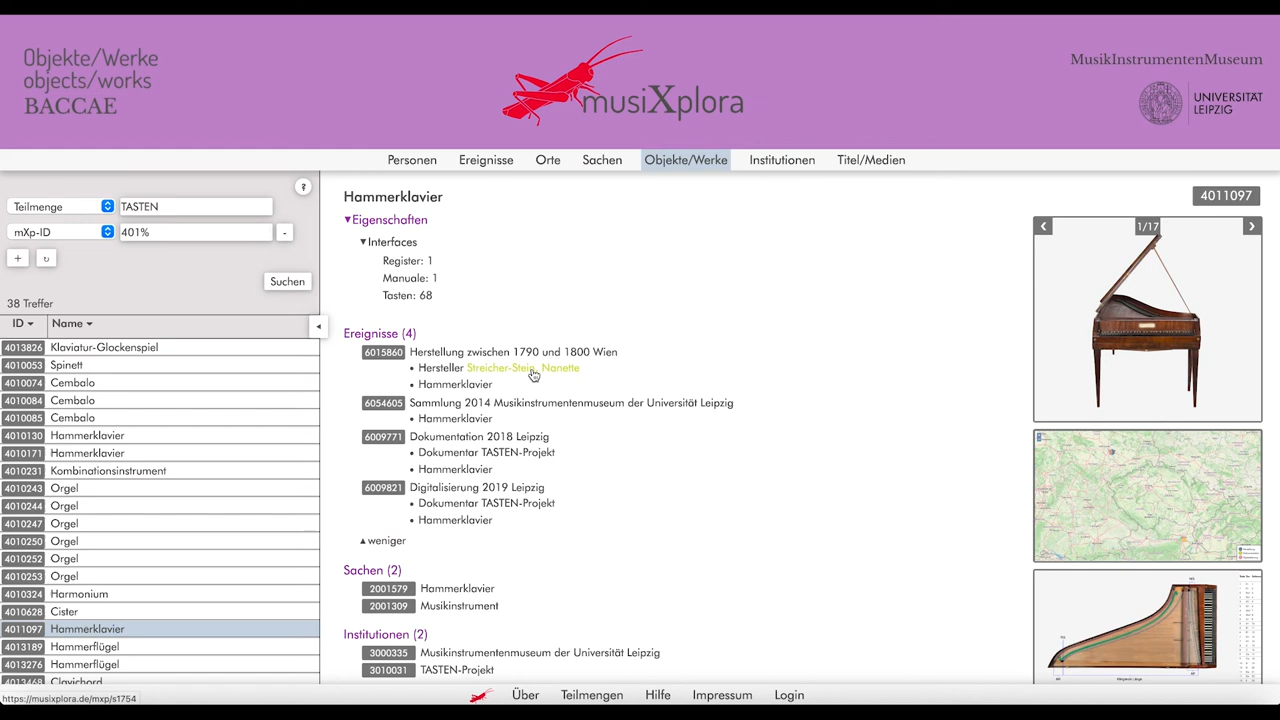 Objekte/Werke
objects/works
BACCAE
musiXplora
MusikInstrumentenMuseum
UNIVERSITÄT
LEIPZIG
Personen Ereignisse Orte Sachen Objekte/Werke Institutionen Titel/Medien
?
Teilmenge TASTEN
mXp-ID 401% -
+ ↻
Suchen
38 Treffer
ID Name
4013826 Klaviatur-Glockenspiel
4010053 Spinett
4010074 Cembalo
4010084 Cembalo
4010085 Cembalo
4010130 Hammerklavier
4010171 Hammerklavier
4010231 Kombinationsinstrument
4010243 Orgel
4010244 Orgel
4010247 Orgel
4010250 Orgel
4010252 Orgel
4010253 Orgel
4010324 Harmonium
4010628 Cister
4011097 Hammerklavier
4013189 Hammerflügel
4013276 Hammerflügel
4013468 Clavichord
https://musixplora.de/mxp/s1754
Hammerklavier
4011097
Eigenschaften
Interfaces
Register: 1
Manuale: 1
Tasten: 68
Ereignisse (4)
6015860 Herstellung zwischen 1790 und 1800 Wien
• Hersteller Streicher-Stein, Nanette
• Hammerklavier
6054605 Sammlung 2014 Musikinstrumentenmuseum der Universität Leipzig
• Hammerklavier
6009771 Dokumentation 2018 Leipzig
• Dokumentar TASTEN-Projekt
• Hammerklavier
6009821 Digitalisierung 2019 Leipzig
• Dokumentar TASTEN-Projekt
• Hammerklavier
weniger
Sachen (2)
2001579 Hammerklavier
2001309 Musikinstrument
Institutionen (2)
3000335 Musikinstrumentenmuseum der Universität Leipzig
3010031 TASTEN-Projekt
1/17
Über Teilmengen Hilfe Impressum Login